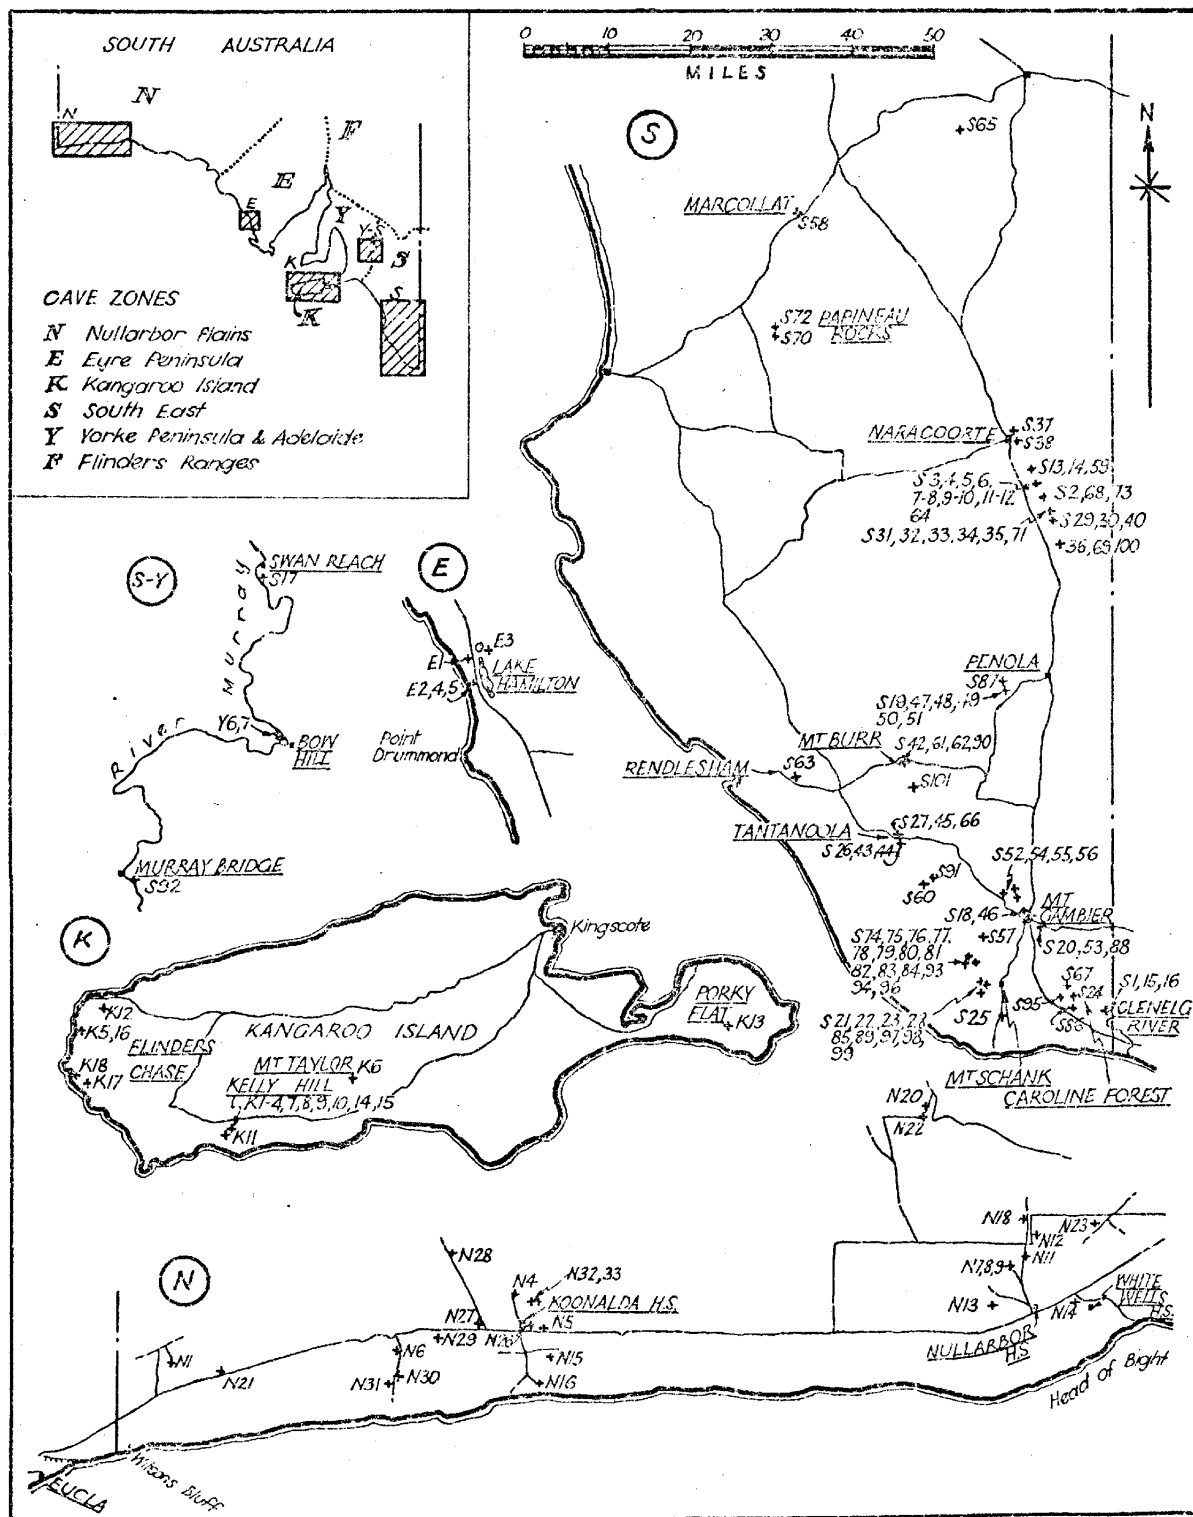 SOUTH AUSTRALIA
N
N
F
E
E
Y
Y-S
S
K
S
K
CAVE ZONES
N Nullarbor Plains
E Eyre Peninsula
K Kangaroo Island
S South East
Y Yorke Peninsula & Adelaide
F Flinders Ranges
0 10 20 30 40 50
MILES
N
S
S65
MARCOLLAT
S58
S72 PAPINEAU
S70 ROCKS
NARACOORTE
S37
S38
S13,14,59
S3,4,5,6,
7-8,9-10,11-12
64
S2,68,73
S29,30,40
S31,32,33,34,35,71
36,69,100
PENOLA
S87
S19,47,48,49
50,51
MT BURR
S42,61,62,90
RENDLESHAM
S63
S101
TANTANOOLA
S27,45,66
S26,43,44
S52,54,55,56
S91
S60
MT
GAMBIER
S18,46
S57
S20,53,88
S74,75,76,77,
78,79,80,81
82,83,84,93
94,96
S67
S24
S1,15,16
S95
S86
GLENELG
RIVER
S25
S21,22,23,28
85,89,97,98,
99
MT SCHANK
CAROLINE FOREST
S-Y
SWAN REACH
S17
River Murray
Y6,7
BOW
HILL
MURRAY BRIDGE
S92
E
E3
E1
LAKE
HAMILTON
E2,4,5
Point
Drummond
K
Kingscote
K12
K5,16
KANGAROO ISLAND
FLINDERS
CHASE
K18
K17
MT TAYLOR
K6
KELLY HILL
K1-4,7,8,9,10,14,15
K11
PORKY
FLAT
K13
N20
N22
N
N28
N4
N32,33
KOONALDA H.S.
N27
N29
N26
N5
N6
N15
N1
N21
N31
N30
N16
N18
N23
N12
N11
N7,8,9
N13
N14
WHITE
WELLS
H.S.
NULLARBOR
H.S.
Head of Bight
Wilsons Bluff
EUCLA